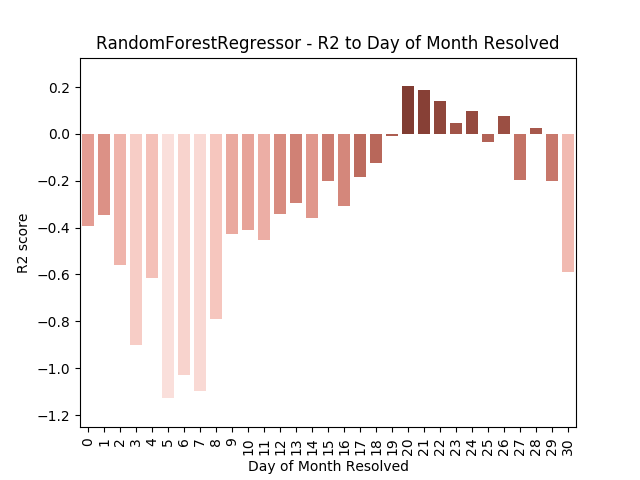 RandomForestRegressor - R2 to Day of Month Resolved
R2 score
0.2
0.0
−0.2
−0.4
−0.6
−0.8
−1.0
−1.2
0 1 2 3 4 5 6 7 8 9 10 11 12 13 14 15 16 17 18 19 20 21 22 23 24 25 26 27 28 29 30
Day of Month Resolved